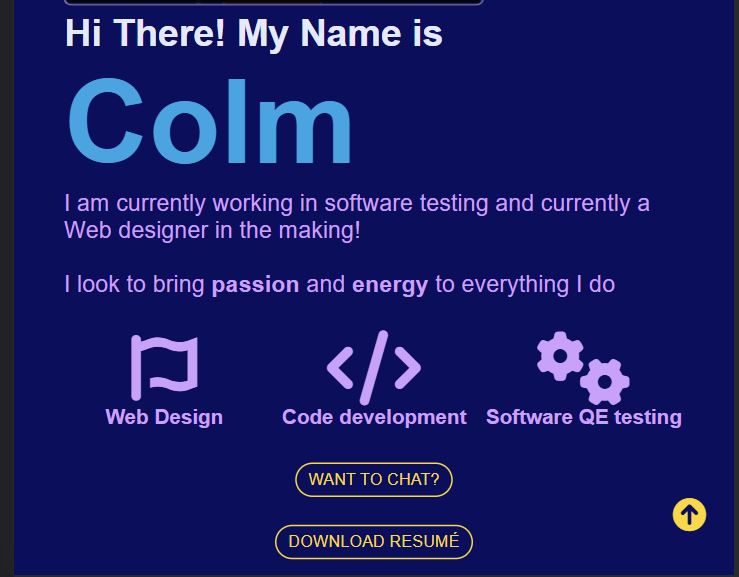 Hi There! My Name is
Colm
I am currently working in software testing and currently a
Web designer in the making!
I look to bring passion and energy to everything I do
Web Design
Code development
Software QE testing
WANT TO CHAT?
DOWNLOAD RESUMÉ